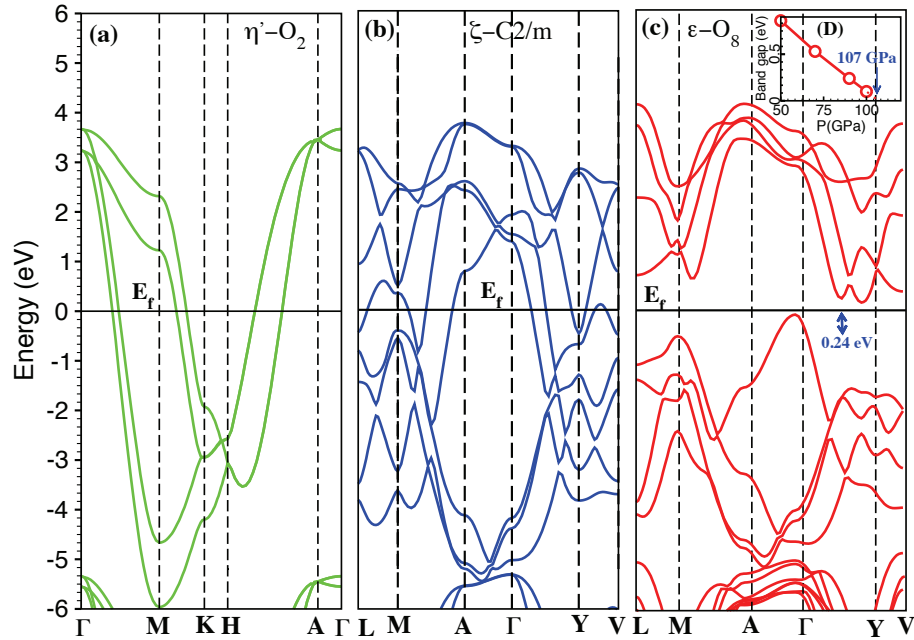 (a) η'−O2
(b) ζ−C2/m
(c) ε−O8
(D)
107 GPa
Band gap (eV)
0.5
0
50 75 100
P(GPa)
Energy (eV)
6
5
4
3
2
1
0
-1
-2
-3
-4
-5
-6
Ef
Ef
Ef
0.24 eV
Γ M K H A Γ
L M A Γ Y V
L M A Γ Y V